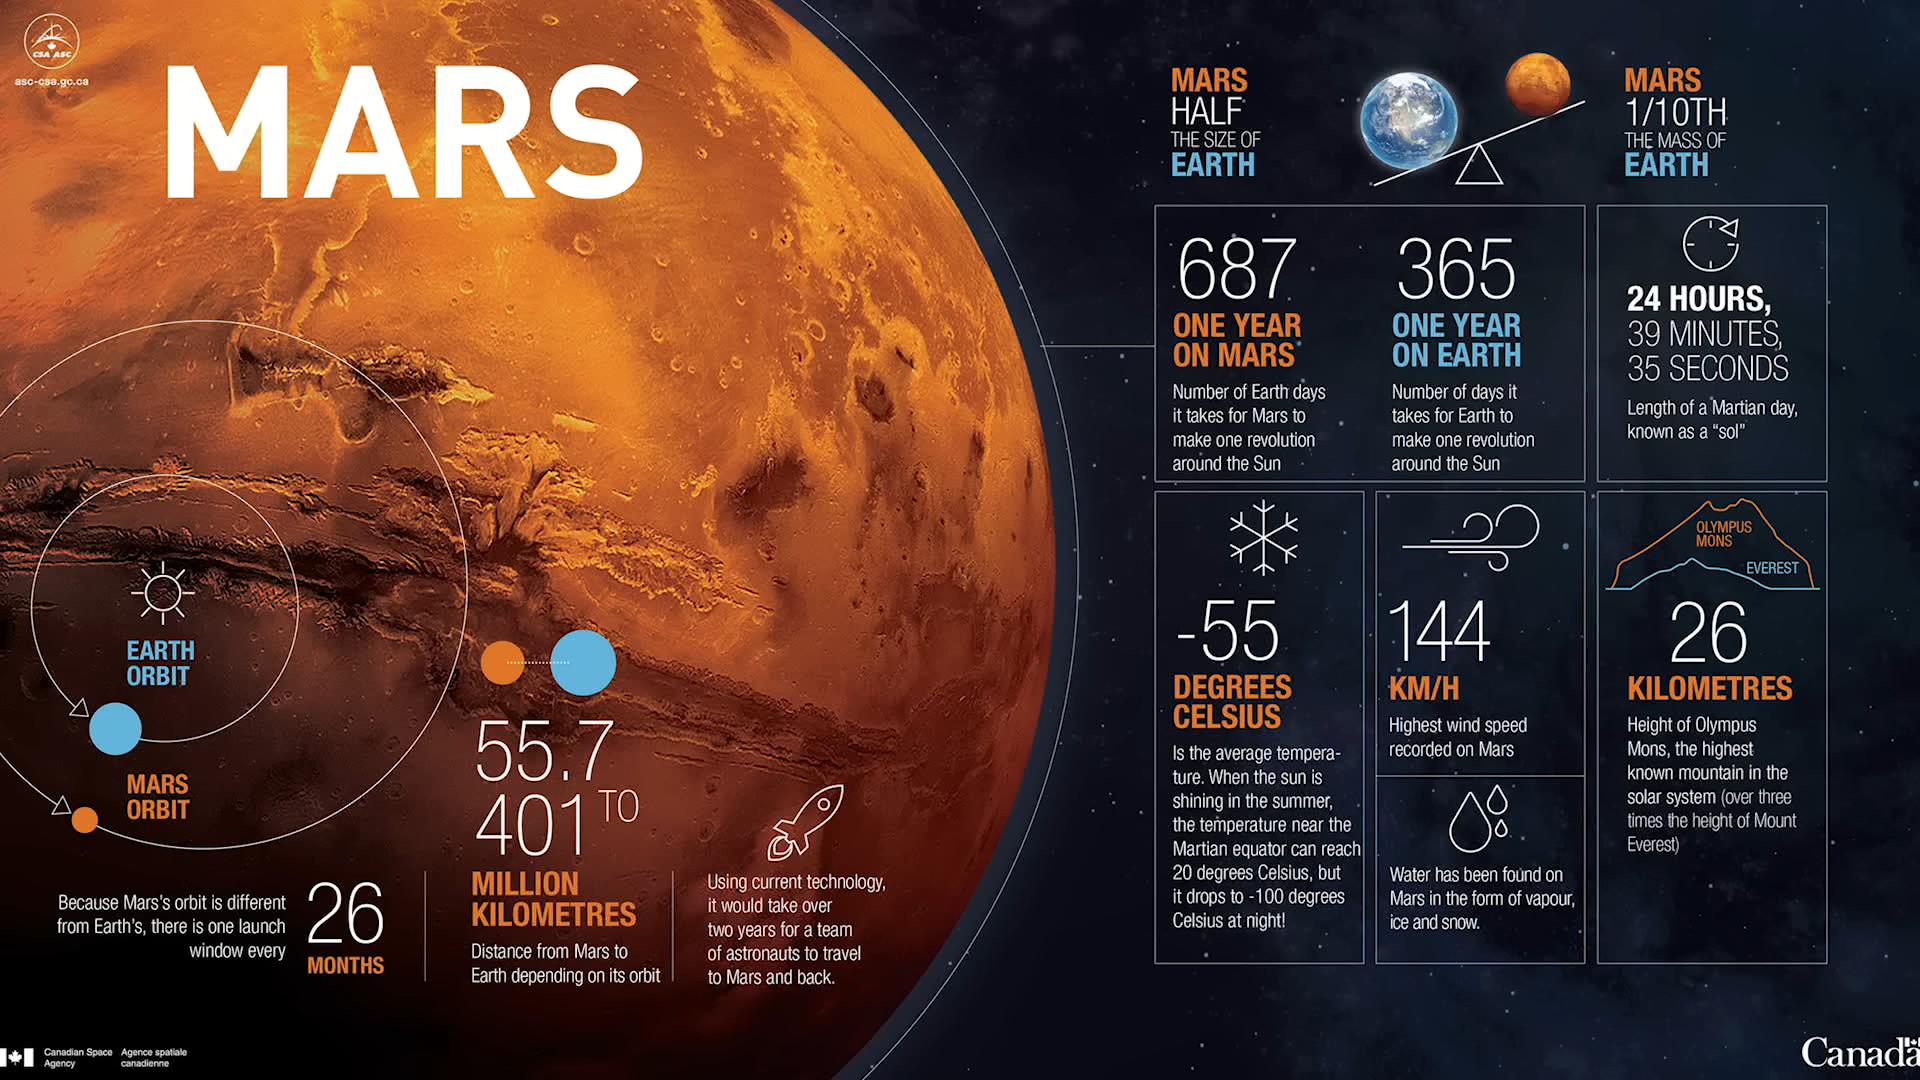 CSA ASC
asc-csa.gc.ca
MARS
MARS
HALF
THE SIZE OF
EARTH
MARS
1/10TH
THE MASS OF
EARTH
687
ONE YEAR
ON MARS
Number of Earth days
it takes for Mars to
make one revolution
around the Sun
365
ONE YEAR
ON EARTH
Number of days it
takes for Earth to
make one revolution
around the Sun
24 HOURS,
39 MINUTES,
35 SECONDS
Length of a Martian day,
known as a “sol”
-55
DEGREES
CELSIUS
Is the average tempera-
ture. When the sun is
shining in the summer,
the temperature near the
Martian equator can reach
20 degrees Celsius, but
it drops to -100 degrees
Celsius at night!
144
KM/H
Highest wind speed
recorded on Mars
Water has been found on
Mars in the form of vapour,
ice and snow.
OLYMPUS
MONS
EVEREST
26
KILOMETRES
Height of Olympus
Mons, the highest
known mountain in the
solar system (over three
times the height of Mount
Everest)
EARTH
ORBIT
MARS
ORBIT
Because Mars's orbit is different
from Earth's, there is one launch
window every
26
MONTHS
55.7
TO
401
MILLION
KILOMETRES
Distance from Mars to
Earth depending on its orbit
Using current technology,
it would take over
two years for a team
of astronauts to travel
to Mars and back.
Canadian Space
Agency
Agence spatiale
canadienne
Canada